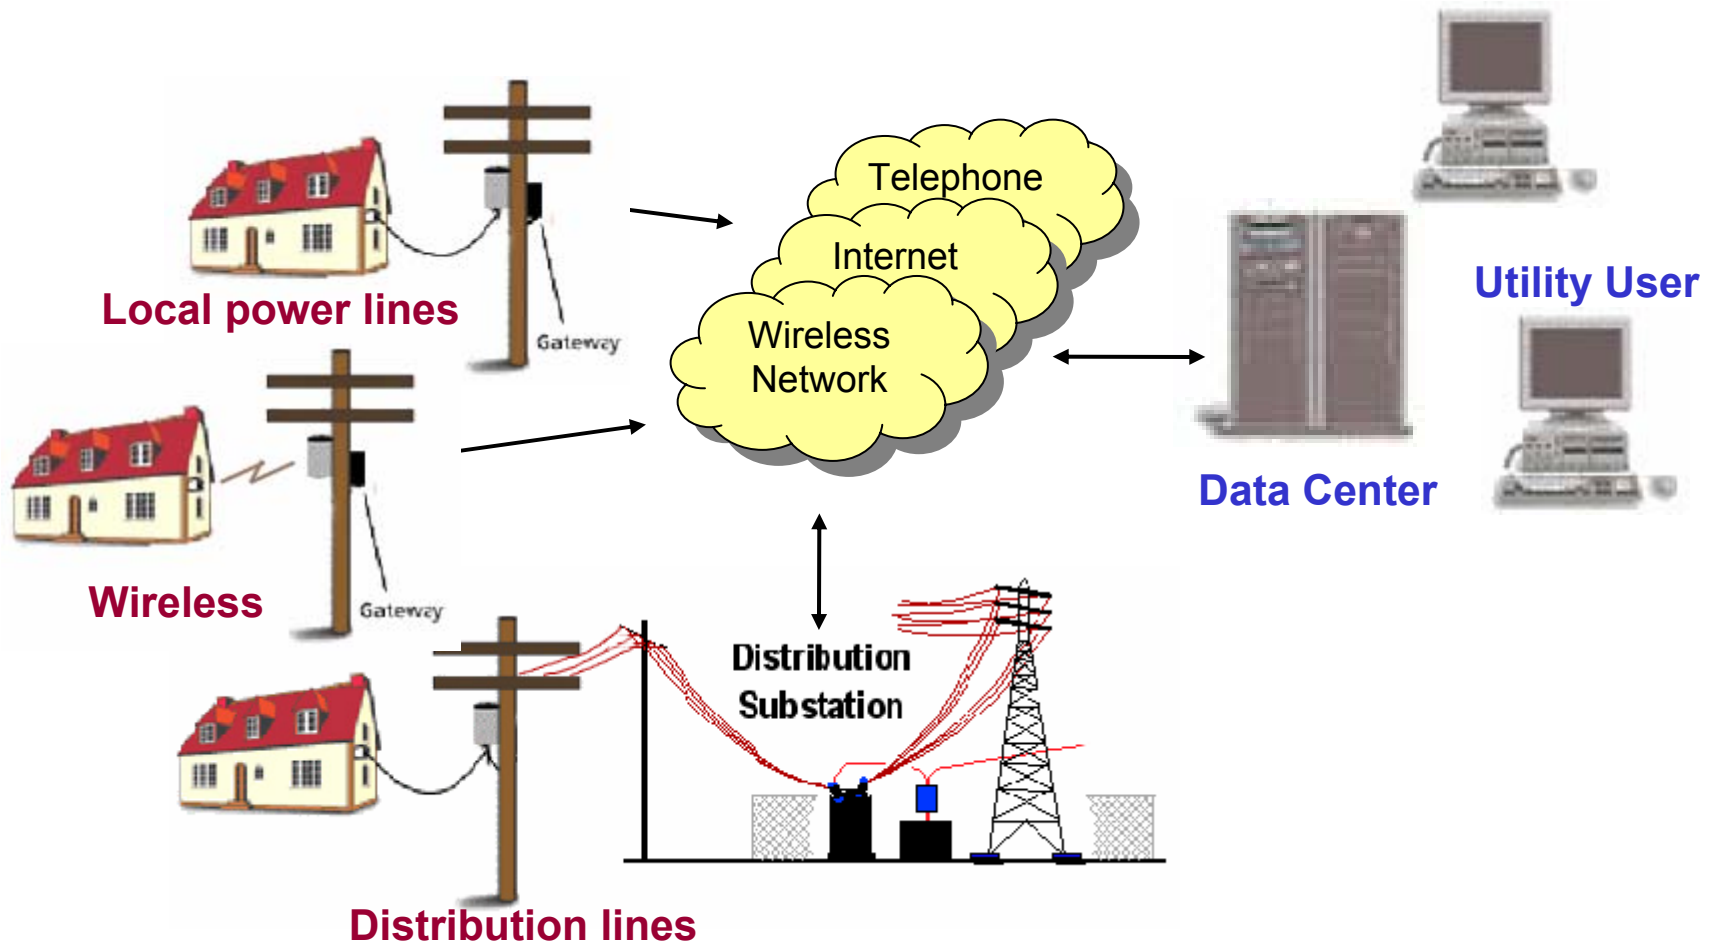 Telephone
Internet
Wireless
Network
Local power lines
Gateway
Utility User
Data Center
Wireless
Gateway
Distribution
Substation
Distribution lines